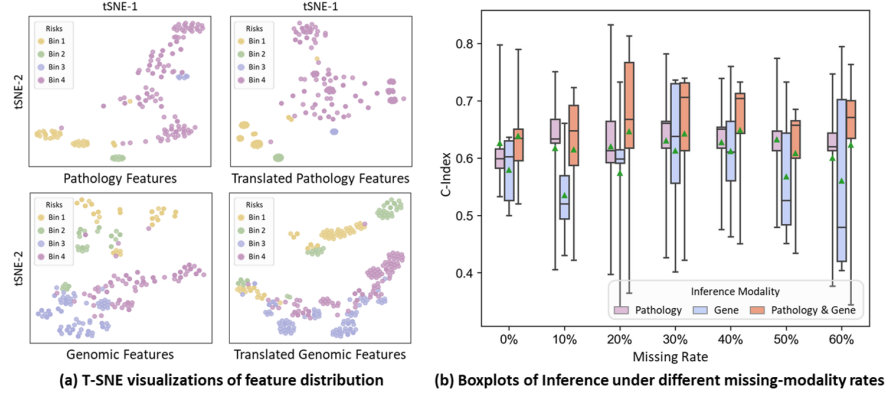 tSNE-1
tSNE-1
tSNE-2
Risks
Bin 1
Bin 2
Bin 3
Bin 4
Risks
Bin 1
Bin 2
Bin 3
Bin 4
Pathology Features
Translated Pathology Features
tSNE-2
Risks
Bin 1
Bin 2
Bin 3
Bin 4
Risks
Bin 1
Bin 2
Bin 3
Bin 4
Genomic Features
Translated Genomic Features
(a) T-SNE visualizations of feature distribution
C-Index
0.8
0.7
0.6
0.5
0.4
Inference Modality
Pathology Gene Pathology & Gene
0% 10% 20% 30% 40% 50% 60%
Missing Rate
(b) Boxplots of Inference under different missing-modality rates